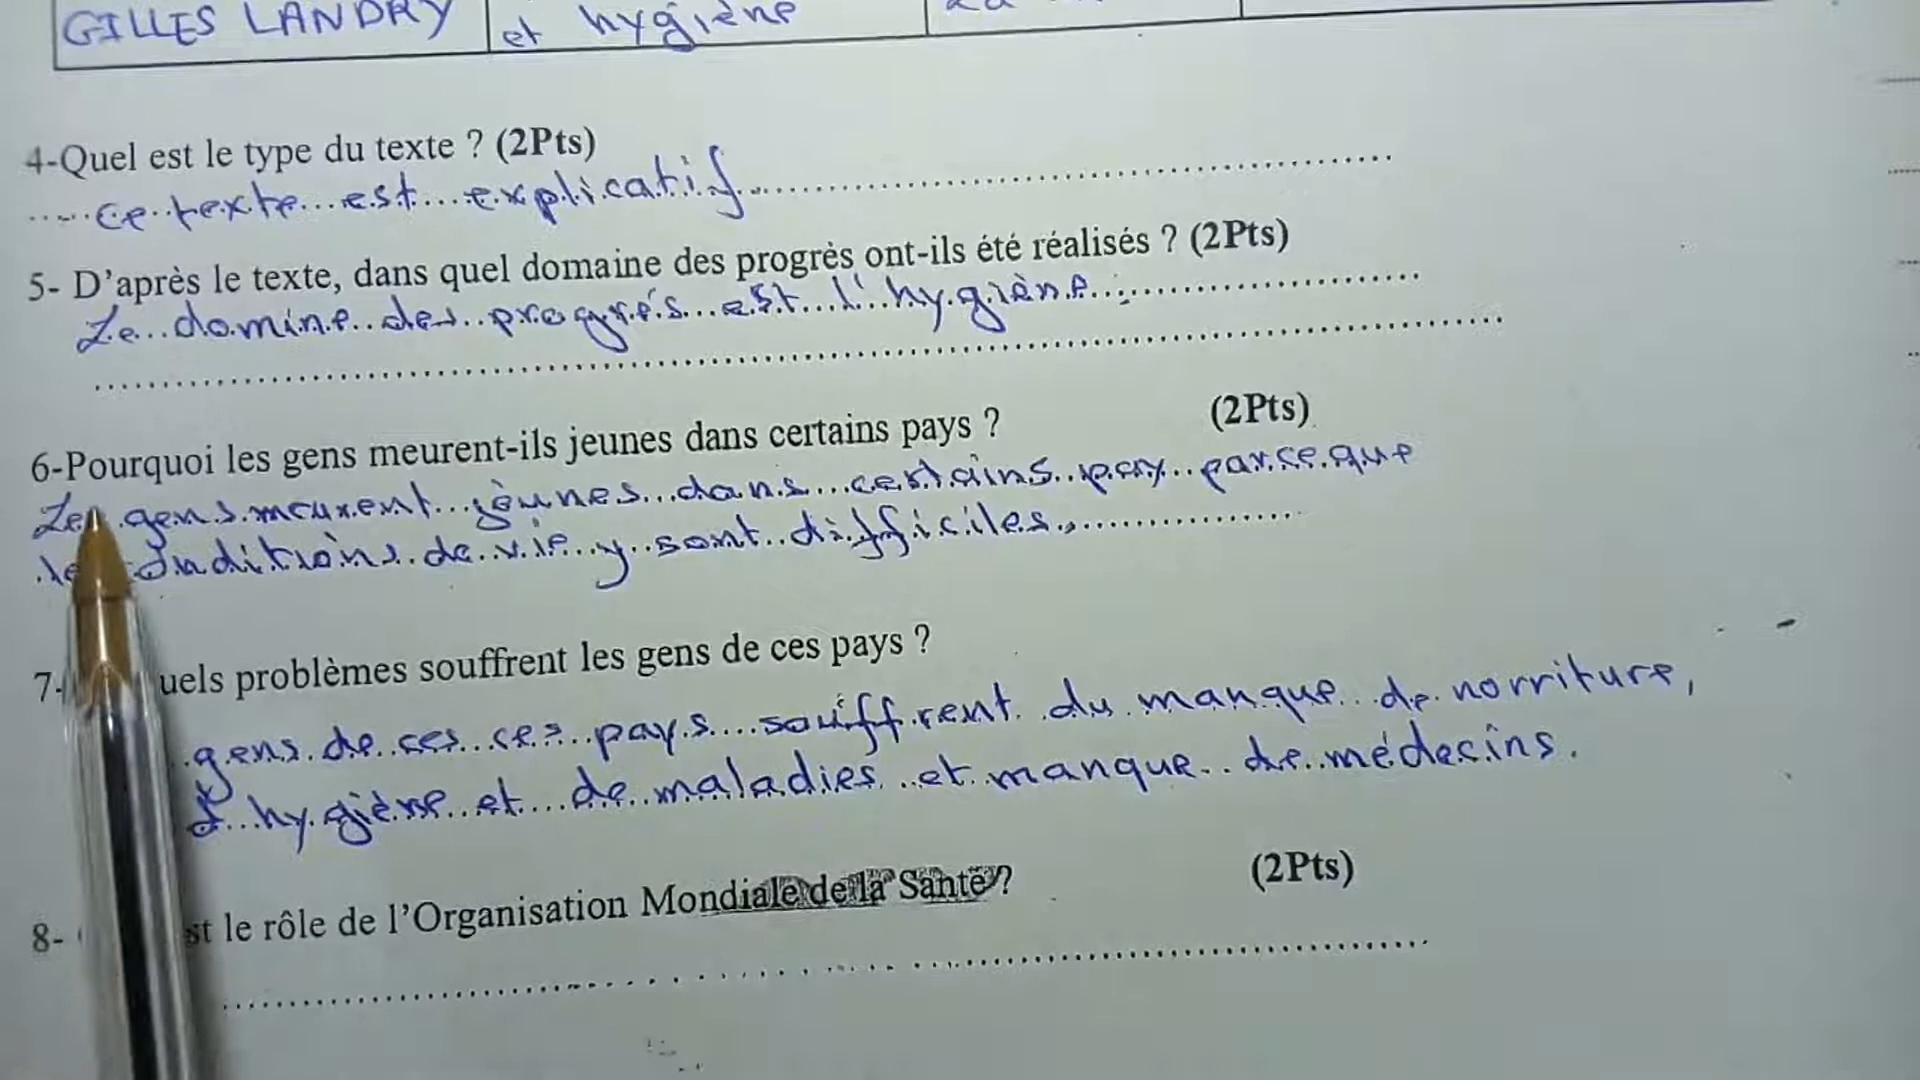 GILLES LANDRY
et hygiène
4-Quel est le type du texte ? (2Pts)
Ce texte est explicatif
5- D'après le texte, dans quel domaine des progrès ont-ils été réalisés ? (2Pts)
Le domine des progrés est l'hygiène.
6-Pourquoi les gens meurent-ils jeunes dans certains pays ? (2Pts)
Les gens meurent jeunes dans certains pay parce que
de vie y sont difficiles.
7- uels problèmes souffrent les gens de ces pays ?
gens de ces ces pays souffrent du manque de norriture,
d'hygiène et de maladies et manque de médecins.
8- st le rôle de l'Organisation Mondiale de la Santé ? (2Pts)